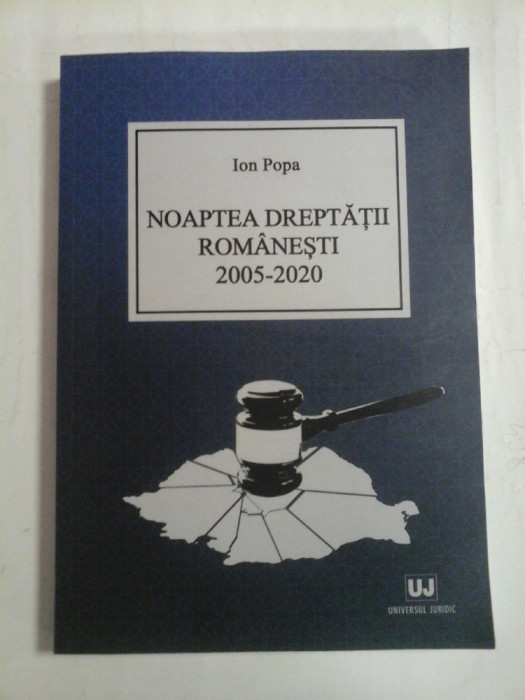 Ion Popa
NOAPTEA DREPTĂȚII
ROMÂNEȘTI
2005-2020
UJ
UNIVERSUL JURIDIC